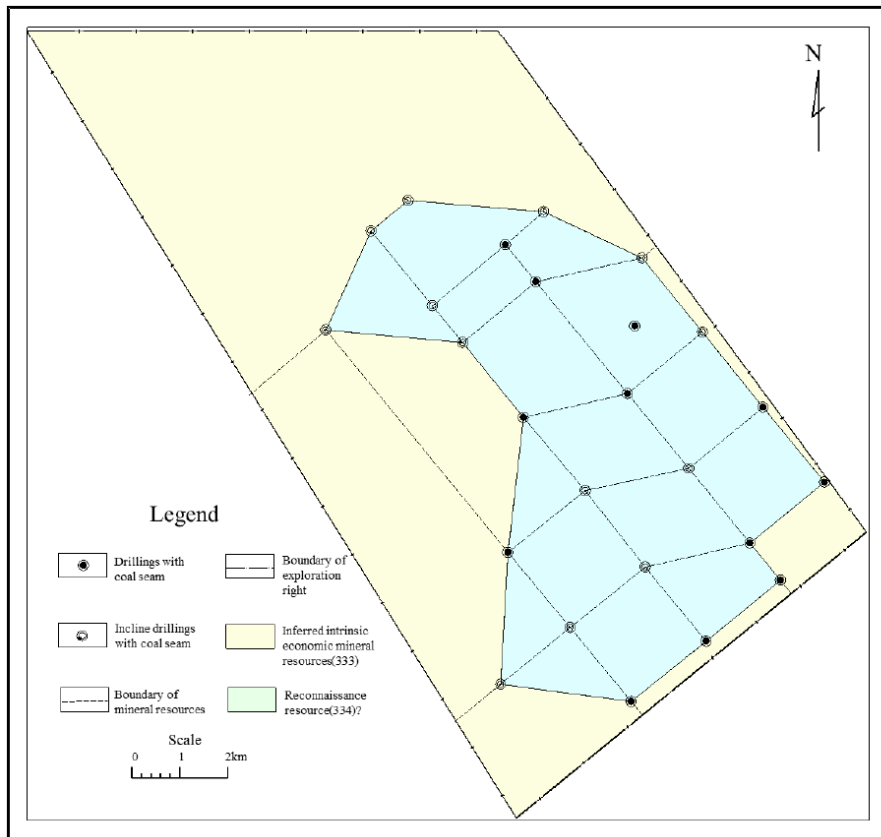 N
Legend
Drillings with
coal seam
Boundary of
exploration
right
Incline drillings
with coal seam
Inferred intrinsic
economic mineral
resources(333)
Boundary of
mineral resources
Reconnaissance
resource(334)?
Scale
0 1 2km